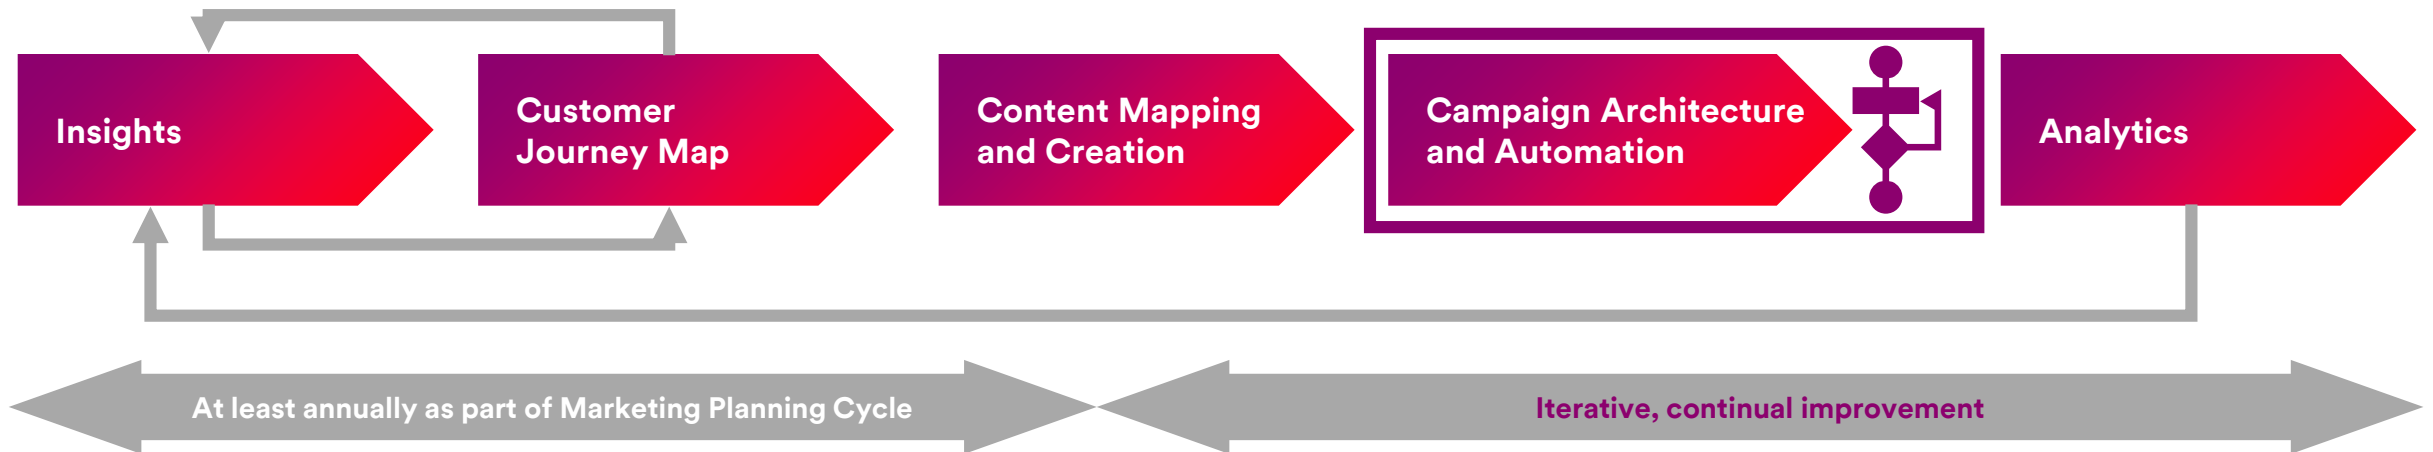 Insights
Customer
Journey Map
Content Mapping
and Creation
Campaign Architecture
and Automation
Analytics
At least annually as part of Marketing Planning Cycle
Iterative, continual improvement